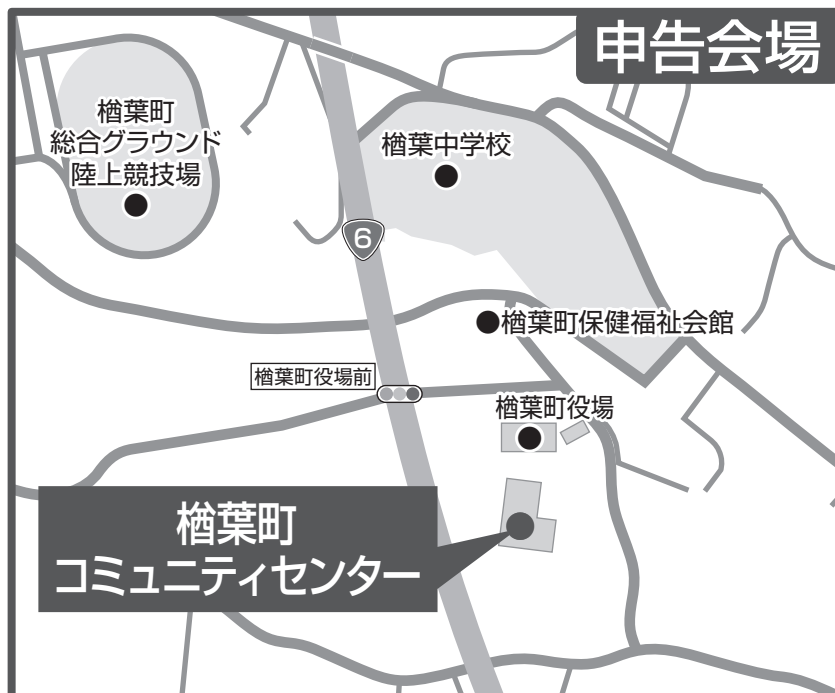 申告会場
楢葉町
総合グラウンド
陸上競技場
楢葉中学校
6
楢葉町保健福祉会館
楢葉町役場前
楢葉町役場
楢葉町
コミュニティセンター